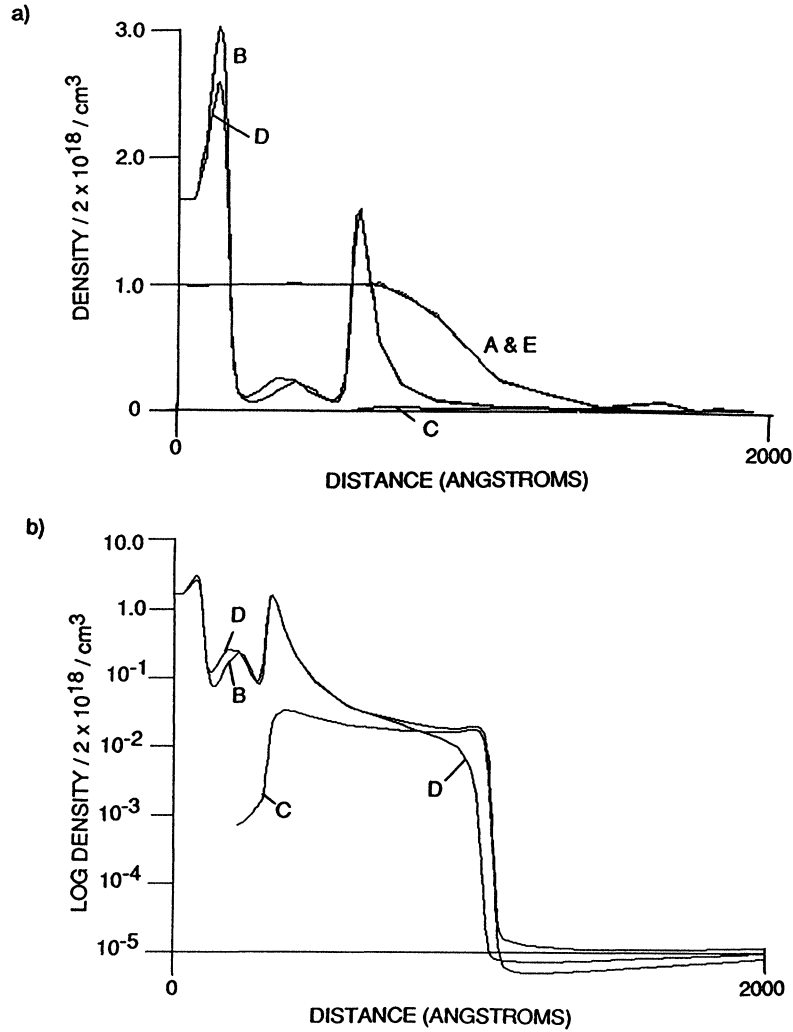 a)
3.0
B
D
2.0
1.0
A & E
0
C
0
2000
DENSITY / 2 x 10^18 / cm^3
DISTANCE (ANGSTROMS)
b)
10.0
1.0
D
10^-1
B
10^-2
D
10^-3
C
10^-4
10^-5
0
2000
LOG DENSITY / 2 x 10^18 / cm^3
DISTANCE (ANGSTROMS)